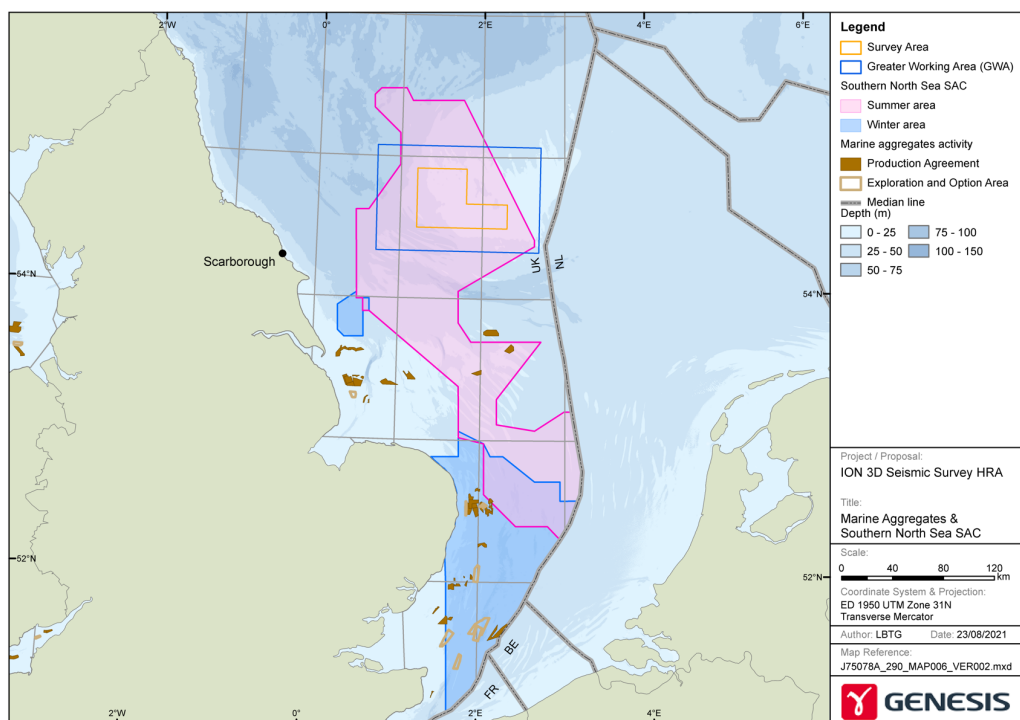 2°W
0°
2°E
4°E
6°E
Scarborough
54°N
UK
NL
54°N
52°N
52°N
BE
FR
2°W
0°
2°E
4°E
Legend
Survey Area
Greater Working Area (GWA)
Southern North Sea SAC
Summer area
Winter area
Marine aggregates activity
Production Agreement
Exploration and Option Area
Median line
Depth (m)
0 - 25
75 - 100
25 - 50
100 - 150
50 - 75
Project / Proposal:
ION 3D Seismic Survey HRA
Title:
Marine Aggregates &
Southern North Sea SAC
Scale:
0 40 80 120
km
Coordinate System & Projection:
ED 1950 UTM Zone 31N
Transverse Mercator
Author: LBTG Date: 23/08/2021
Map Reference:
J75078A_290_MAP006_VER002.mxd
GENESIS